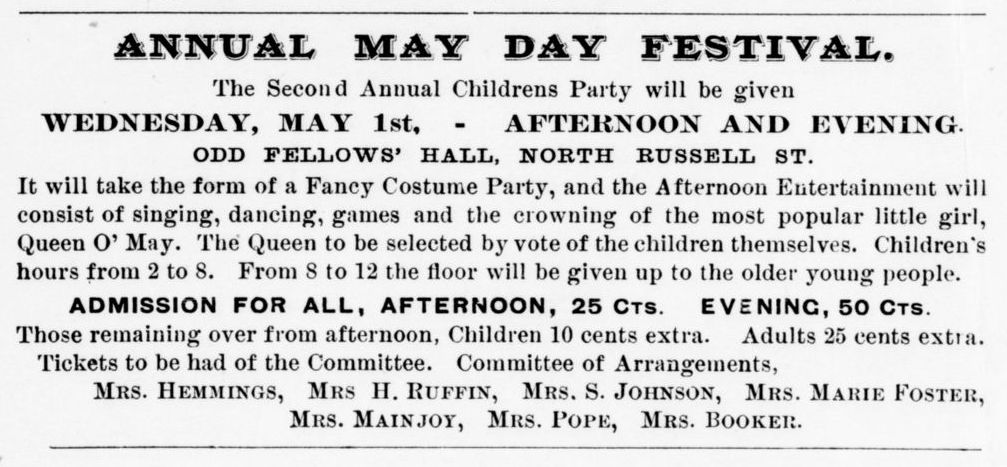 ANNUAL MAY DAY FESTIVAL.
The Second Annual Childrens Party will be given
WEDNESDAY, MAY 1st, - AFTERNOON AND EVENING.
ODD FELLOWS' HALL, NORTH RUSSELL ST.
It will take the form of a Fancy Costume Party, and the Afternoon Entertainment will
consist of singing, dancing, games and the crowning of the most popular little girl,
Queen O' May. The Queen to be selected by vote of the children themselves. Children's
hours from 2 to 8. From 8 to 12 the floor will be given up to the older young people.
ADMISSION FOR ALL, AFTERNOON, 25 CTS. EVENING, 50 CTS.
Those remaining over from afternoon, Children 10 cents extra. Adults 25 cents extra.
Tickets to be had of the Committee. Committee of Arrangements,
MRS. HEMMINGS, MRS H. RUFFIN, MRS. S. JOHNSON, MRS. MARIE FOSTER,
MRS. MAINJOY, MRS. POPE, MRS. BOOKER.